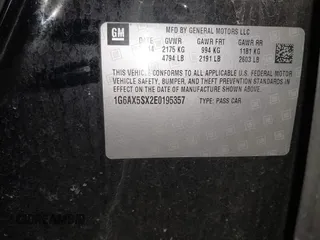 GM
MFD BY GENERAL MOTORS LLC
DATE GVWR GAWR FRT GAWR RR
14 2175 KG 994 KG 1181 KG
4794 LB 2191 LB 2603 LB
THIS VEHICLE CONFORMS TO ALL APPLICABLE U.S. FEDERAL MOTOR
VEHICLE SAFETY, BUMPER, AND THEFT PREVENTION STANDARDS IN
EFFECT ON THE DATE OF MANUFACTURE SHOWN ABOVE.
1G6AX5SX2E0195357 TYPE: PASS CAR